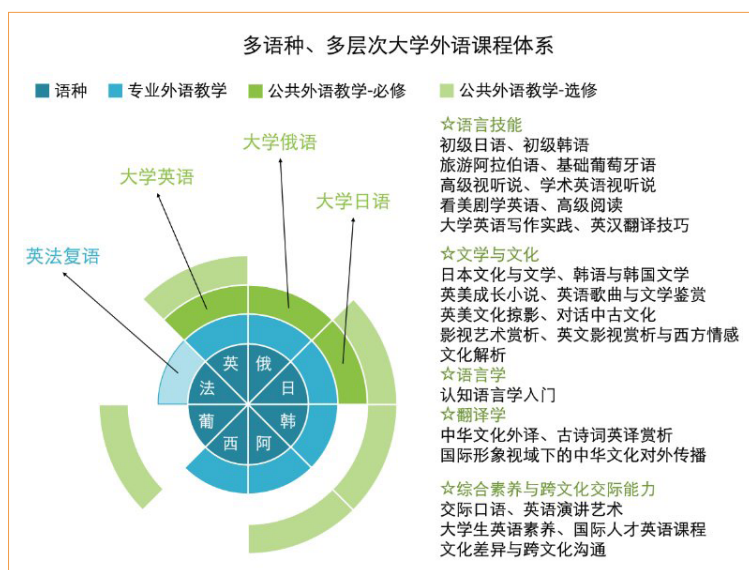 多语种、多层次大学外语课程体系
语种
专业外语教学
公共外语教学-必修
公共外语教学-选修
大学俄语
大学英语
大学日语
英法复语
英
俄
法
日
葡
韩
西
阿
☆语言技能
初级日语、初级韩语
旅游阿拉伯语、基础葡萄牙语
高级视听说、学术英语视听说
看美剧学英语、高级阅读
大学英语写作实践、英汉翻译技巧
☆文学与文化
日本文化与文学、韩语与韩国文学
英美成长小说、英语歌曲与文学鉴赏
英美文化掠影、对话中古文化
影视艺术赏析、英文影视赏析与西方情感
文化解析
☆语言学
认知语言学入门
☆翻译学
中华文化外译、古诗词英译赏析
国际形象视域下的中华文化对外传播
☆综合素养与跨文化交际能力
交际口语、英语演讲艺术
大学生英语素养、国际人才英语课程
文化差异与跨文化沟通